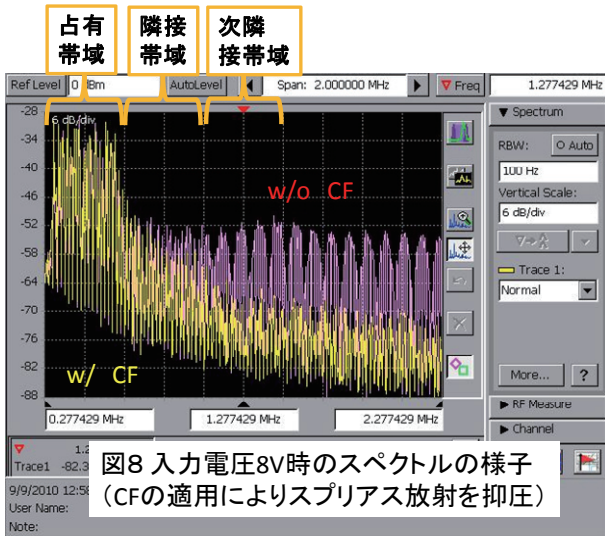 占有
帯域
隣接
帯域
次隣
接帯域
Ref Level 0 dBm AutoLevel Span: 2.000000 MHz Freq 1.277429 MHz
-28
6 dB/div
-34
-40
-46
-52
-58
-64
-70
-76
-82
-88
w/o CF
w/ CF
0.277429 MHz 1.277429 MHz 2.277429 MHz
Spectrum
RBW: Auto
100 Hz
Vertical Scale:
6 dB/div
Trace 1:
Normal
More... ?
RF Measure
Channel
Trace1 -82.3
図8 入力電圧8V時のスペクトルの様子
(CFの適用によりスプリアス放射を抑圧)
9/9/2010 12:58
User Name:
Note: